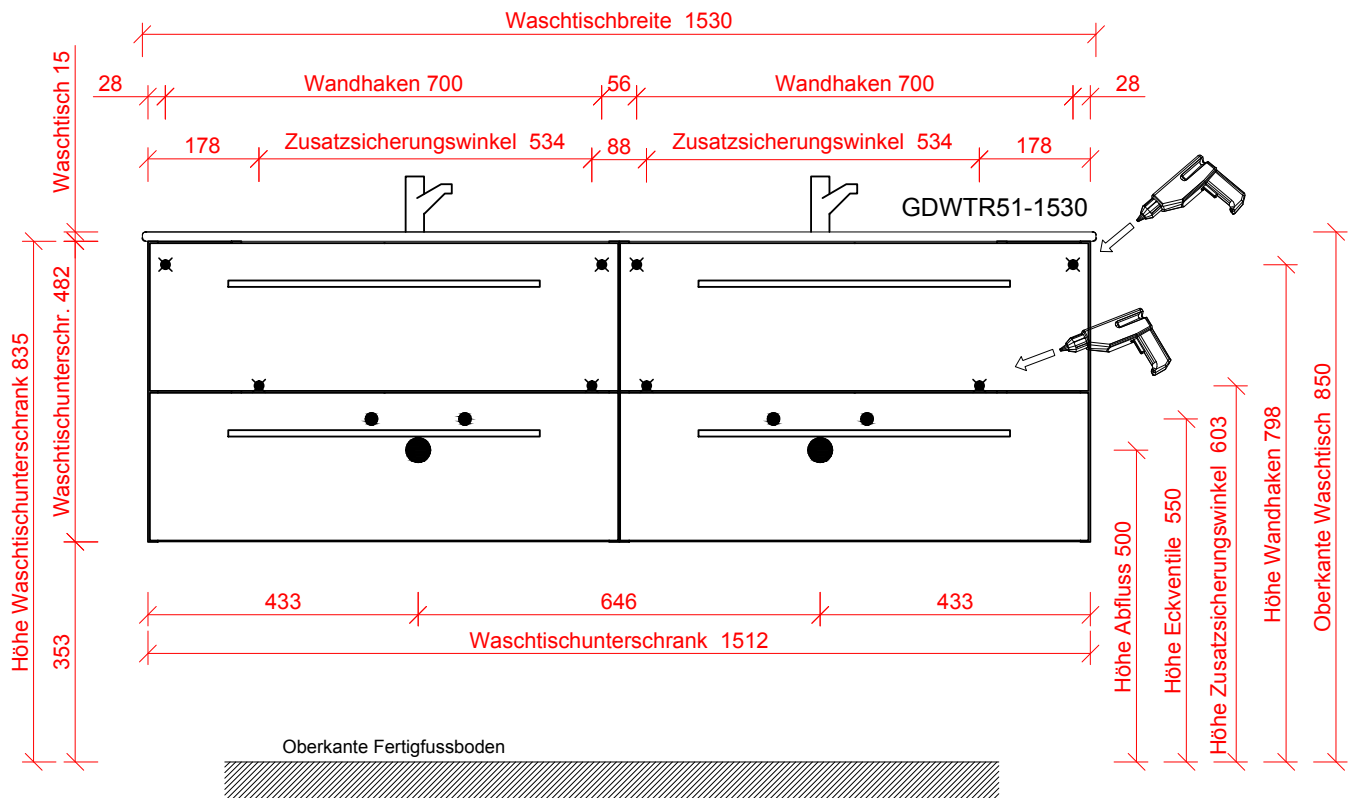 Waschtischbreite 1530
28
Wandhaken 700
56
Wandhaken 700
28
178
Zusatzsicherungswinkel 534
88
Zusatzsicherungswinkel 534
178
GDWTR51-1530
Waschtisch 15
Waschtischunterschr. 482
Höhe Waschtischunterschrank 835
353
433
646
433
Waschtischunterschrank 1512
Höhe Abfluss 500
Höhe Eckventile 550
Höhe Zusatzsicherungswinkel 603
Höhe Wandhaken 798
Oberkante Waschtisch 850
Oberkante Fertigfussboden